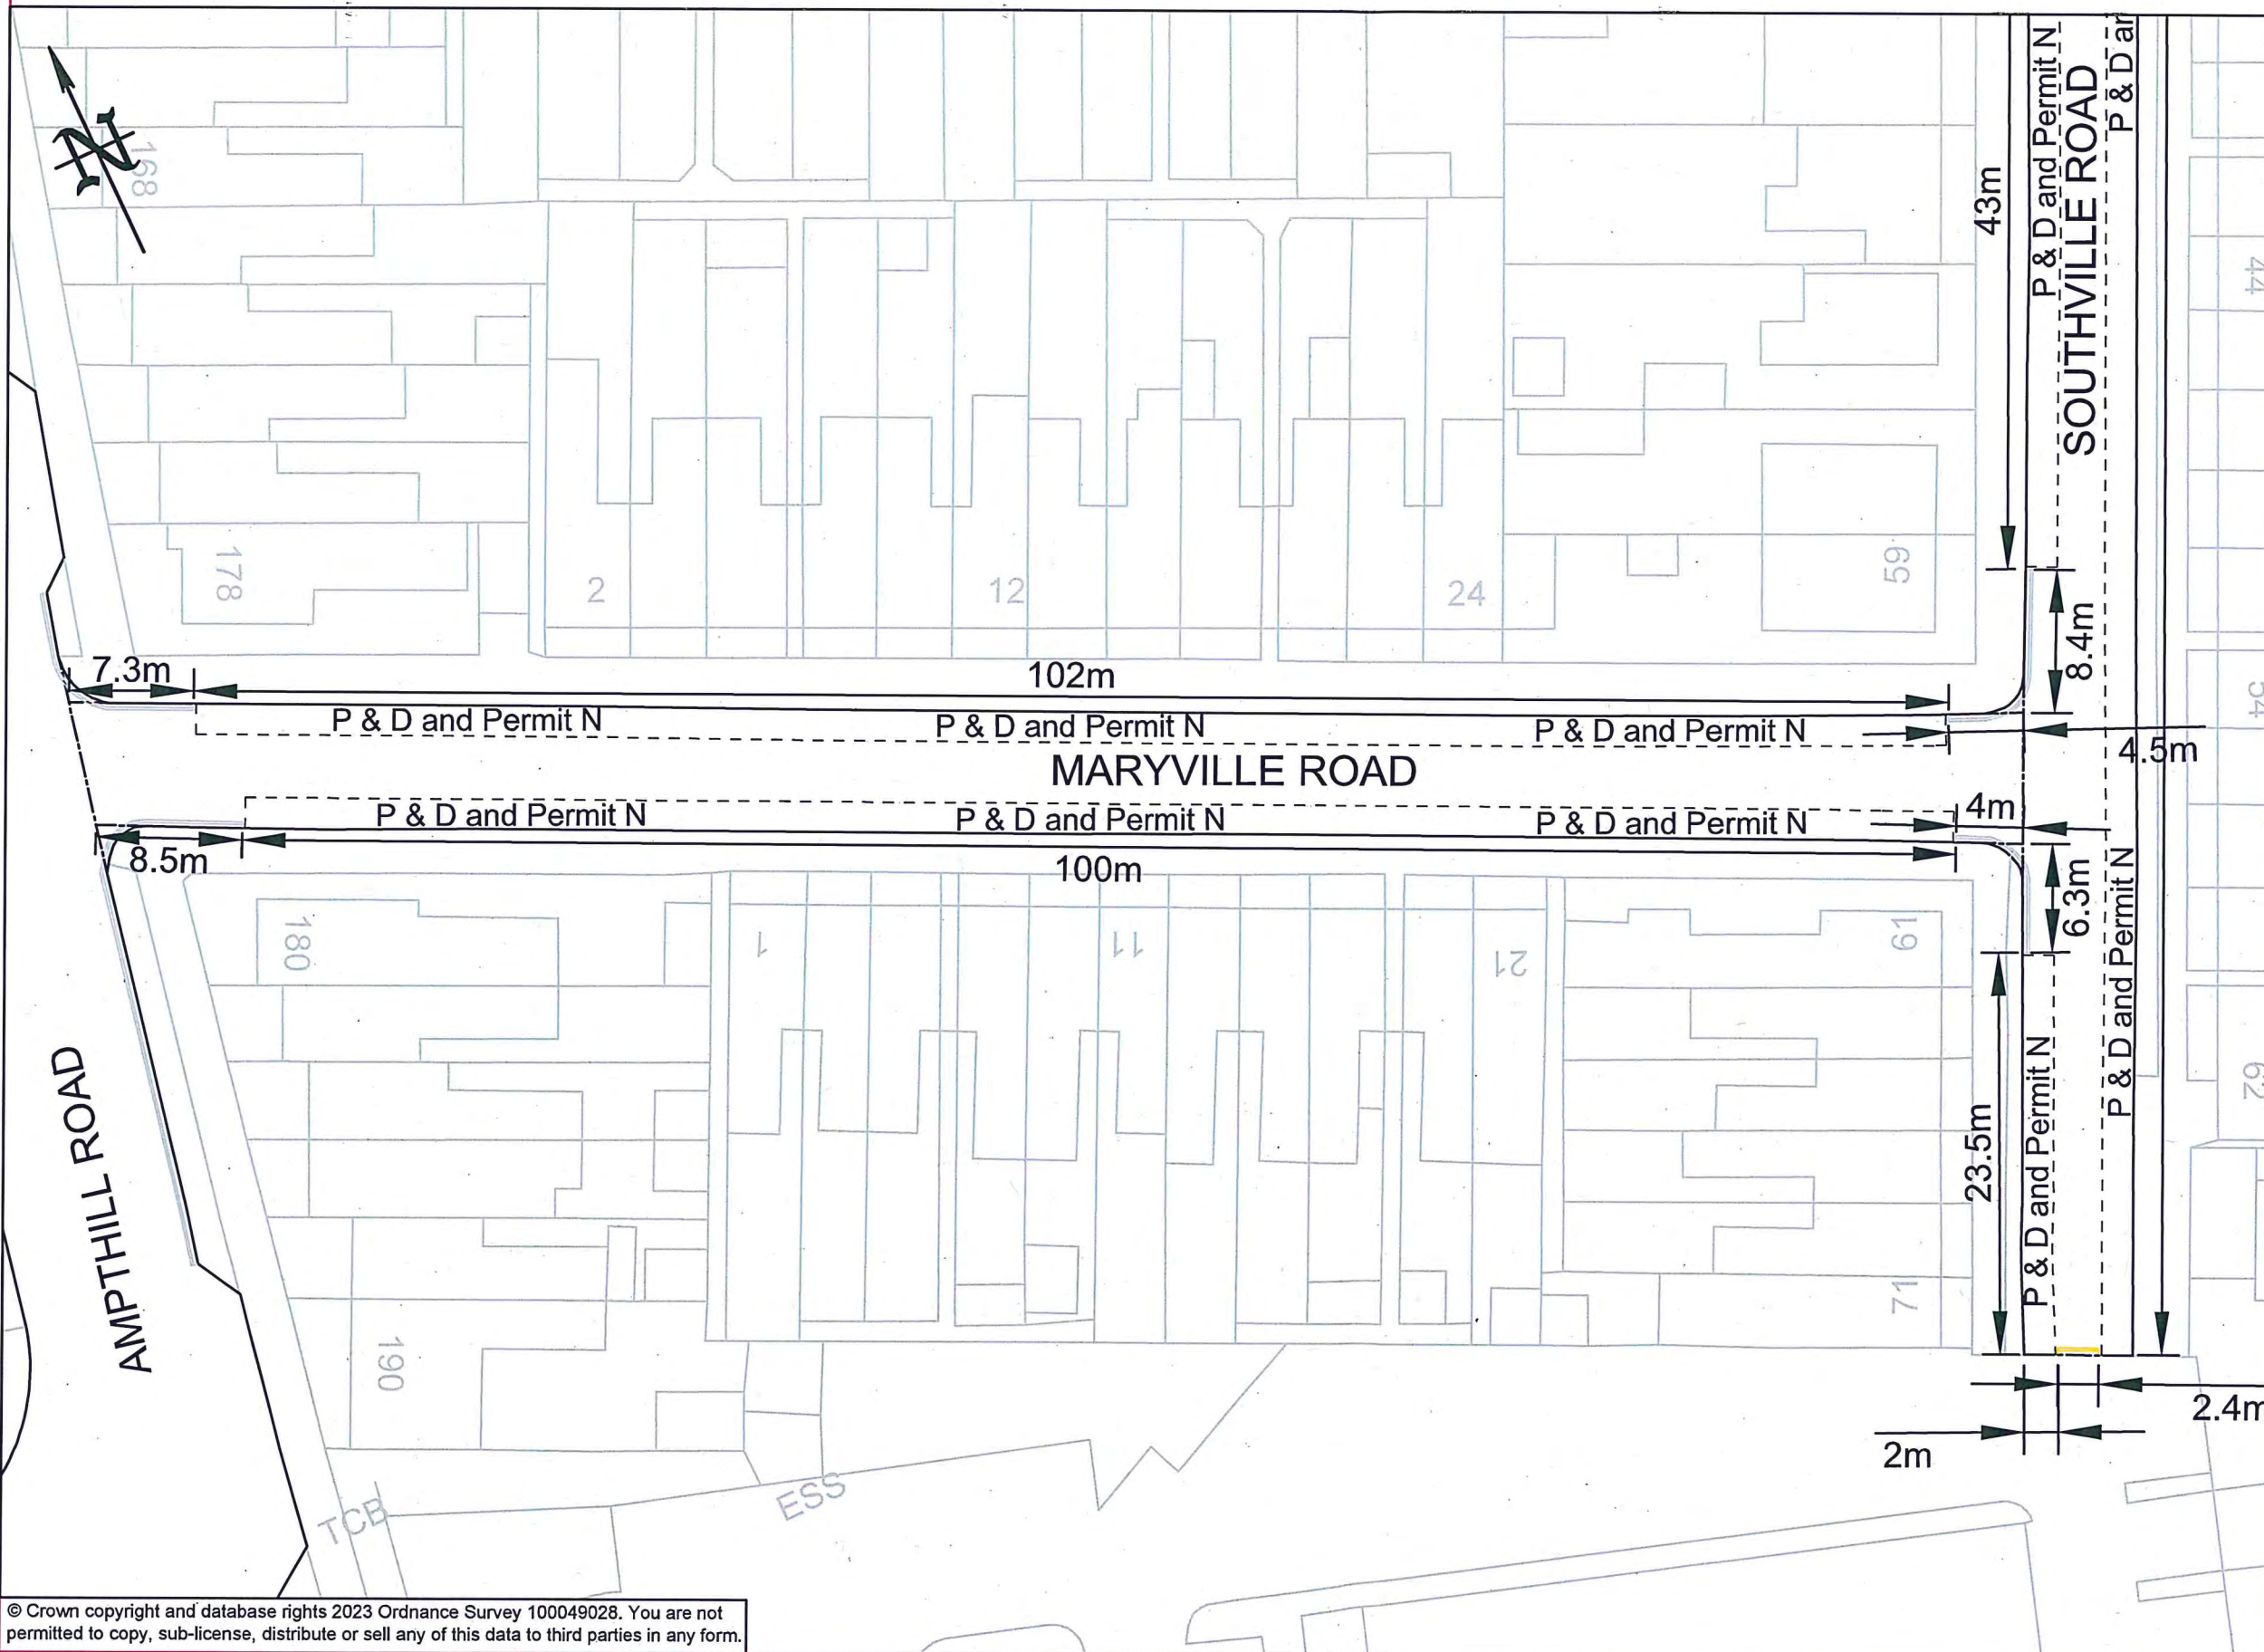 P & D and Permit N
SOUTHVILLE ROAD
P & D
N
168
43m
44
178
2
12
24
59
8.4m
54
7.3m
102m
P & D and Permit N
P & D and Permit N
P & D and Permit N
4.5m
MARYVILLE ROAD
P & D and Permit N
P & D and Permit N
P & D and Permit N
4m
8.5m
100m
6.3m
P & D and Permit N
180
1
11
21
61
62
AMPTHILL ROAD
P & D and Permit N
23.5m
71
190
2.4m
2m
TCB
ESS
© Crown copyright and database rights 2023 Ordnance Survey 100049028. You are not
permitted to copy, sub-license, distribute or sell any of this data to third parties in any form.